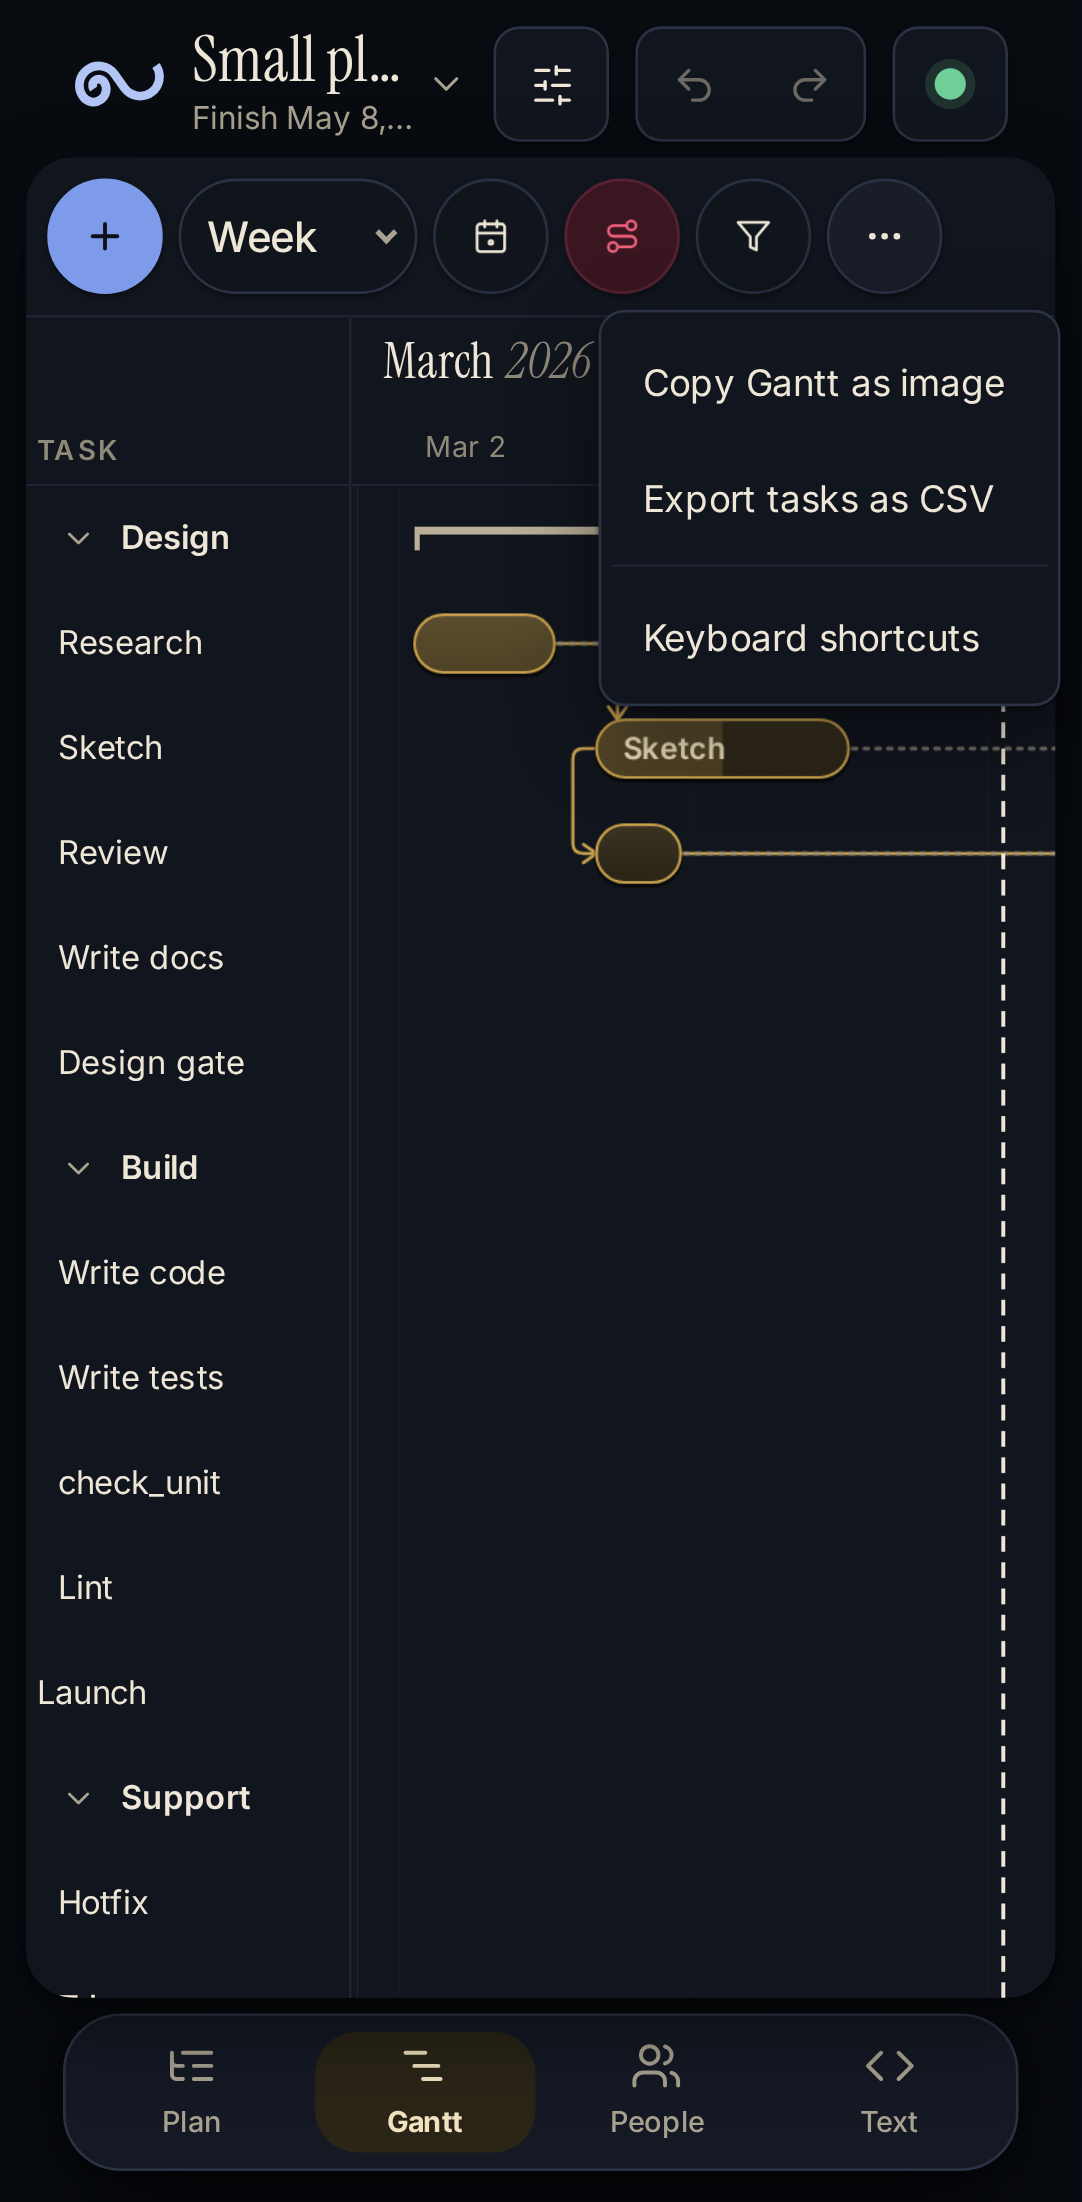 Small pl...
Finish May 8,...
Week
March 2026
Copy Gantt as image
Mar 2
TASK
Export tasks as CSV
Design
Research
Keyboard shortcuts
Sketch
Sketch
Review
Write docs
Design gate
Build
Write code
Write tests
check_unit
Lint
Launch
Support
Hotfix
Plan
Gantt
People
Text